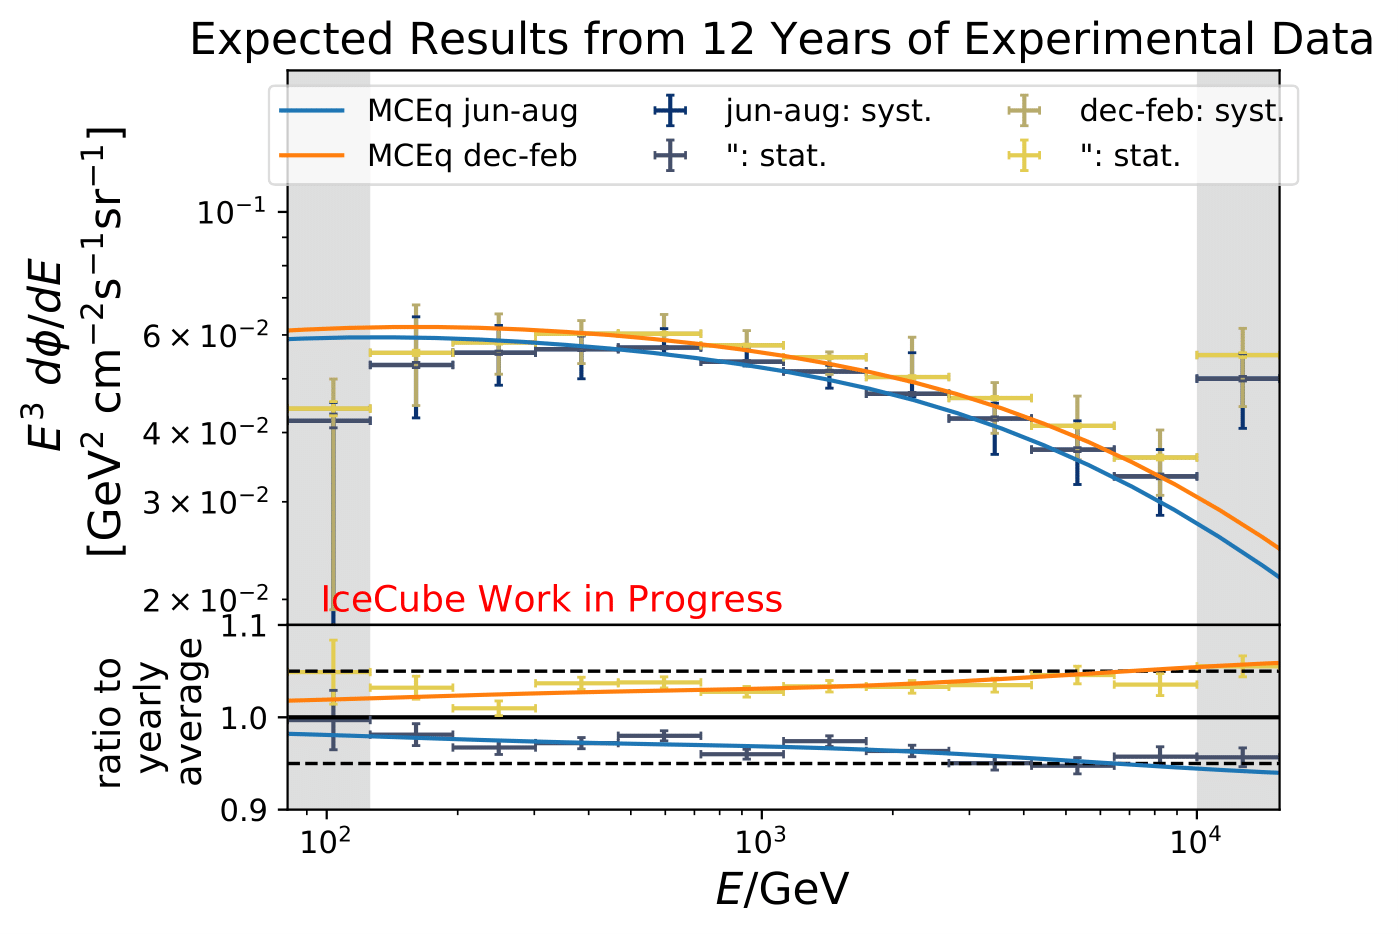 Expected Results from 12 Years of Experimental Data
MCEq jun-aug
MCEq dec-feb
jun-aug: syst.
": stat.
dec-feb: syst.
": stat.
E³ dϕ/dE
[GeV² cm⁻²s⁻¹sr⁻¹]
10⁻¹
6 × 10⁻²
4 × 10⁻²
3 × 10⁻²
2 × 10⁻²
IceCube Work in Progress
ratio to
yearly
average
1.1
1.0
0.9
10²
10³
10⁴
E/GeV